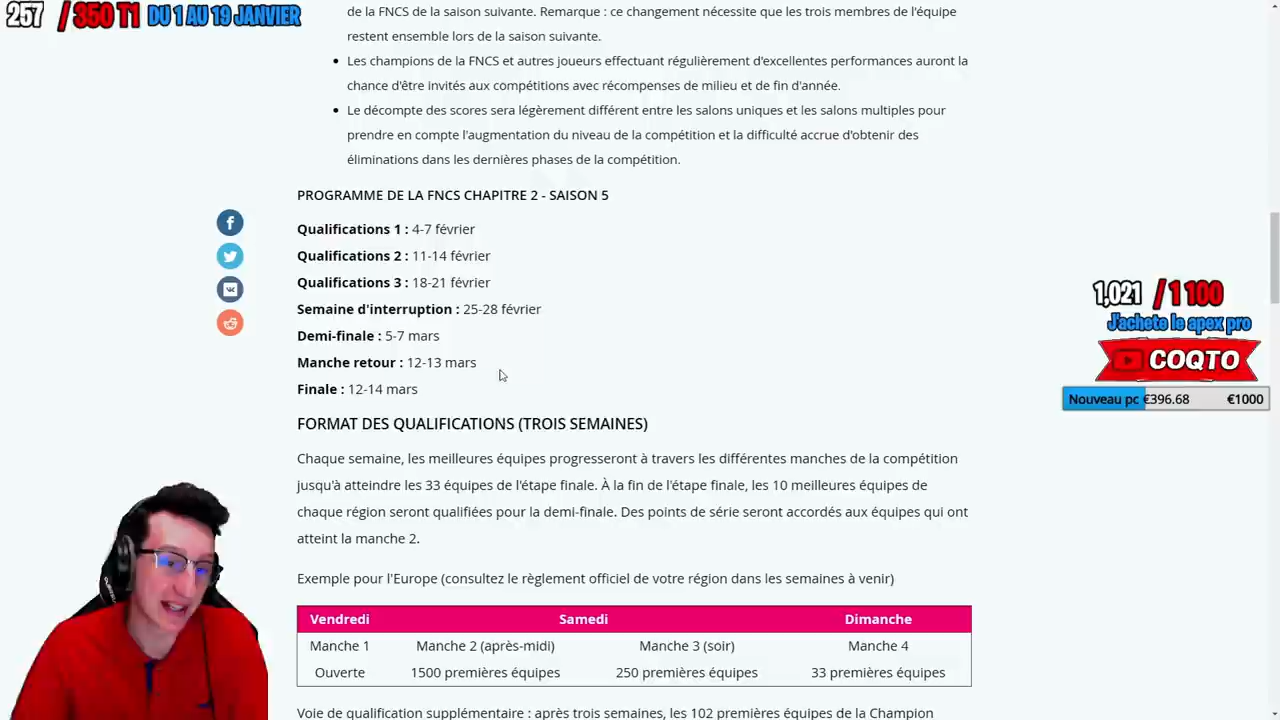 257 / 350 T1 DU 1 AU 19 JANVIER
de la FNCS de la saison suivante. Remarque : ce changement nécessite que les trois membres de l'équipe
restent ensemble lors de la saison suivante.
• Les champions de la FNCS et autres joueurs effectuant régulièrement d'excellentes performances auront la
chance d'être invités aux compétitions avec récompenses de milieu et de fin d'année.
• Le décompte des scores sera légèrement différent entre les salons uniques et les salons multiples pour
prendre en compte l'augmentation du niveau de la compétition et la difficulté accrue d'obtenir des
éliminations dans les dernières phases de la compétition.
PROGRAMME DE LA FNCS CHAPITRE 2 - SAISON 5
Qualifications 1 : 4-7 février
Qualifications 2 : 11-14 février
Qualifications 3 : 18-21 février
Semaine d'interruption : 25-28 février
Demi-finale : 5-7 mars
Manche retour : 12-13 mars
Finale : 12-14 mars
1,021 / 1 100
J'achete le apex pro
COQTO
Nouveau pc €396.68 €1000
FORMAT DES QUALIFICATIONS (TROIS SEMAINES)
Chaque semaine, les meilleures équipes progresseront à travers les différentes manches de la compétition
jusqu'à atteindre les 33 équipes de l'étape finale. À la fin de l'étape finale, les 10 meilleures équipes de
chaque région seront qualifiées pour la demi-finale. Des points de série seront accordés aux équipes qui ont
atteint la manche 2.
Exemple pour l'Europe (consultez le règlement officiel de votre région dans les semaines à venir)
Vendredi Samedi Dimanche
Manche 1 Manche 2 (après-midi) Manche 3 (soir) Manche 4
Ouverte 1500 premières équipes 250 premières équipes 33 premières équipes
Voie de qualification supplémentaire : après trois semaines, les 102 premières équipes de la Champion